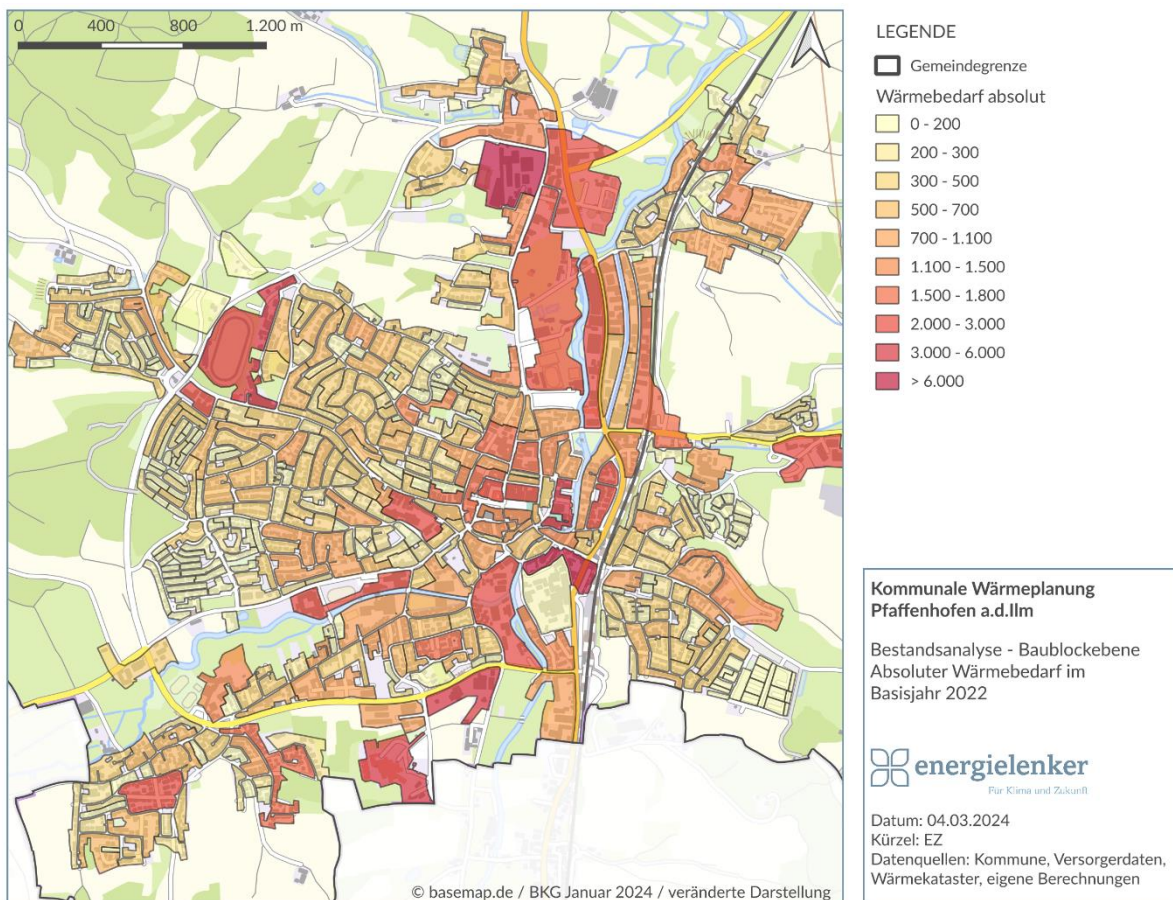 0 400 800 1.200 m
LEGENDE
Gemeindegrenze
Wärmebedarf absolut
0 - 200
200 - 300
300 - 500
500 - 700
700 - 1.100
1.100 - 1.500
1.500 - 1.800
2.000 - 3.000
3.000 - 6.000
> 6.000
Kommunale Wärmeplanung
Pfaffenhofen a.d.Ilm
Bestandsanalyse - Baublockebene
Absoluter Wärmebedarf im
Basisjahr 2022
energielenker
Für Klima und Zukunft
Datum: 04.03.2024
Kürzel: EZ
Datenquellen: Kommune, Versorgerdaten,
Wärmekataster, eigene Berechnungen
© basemap.de / BKG Januar 2024 / veränderte Darstellung